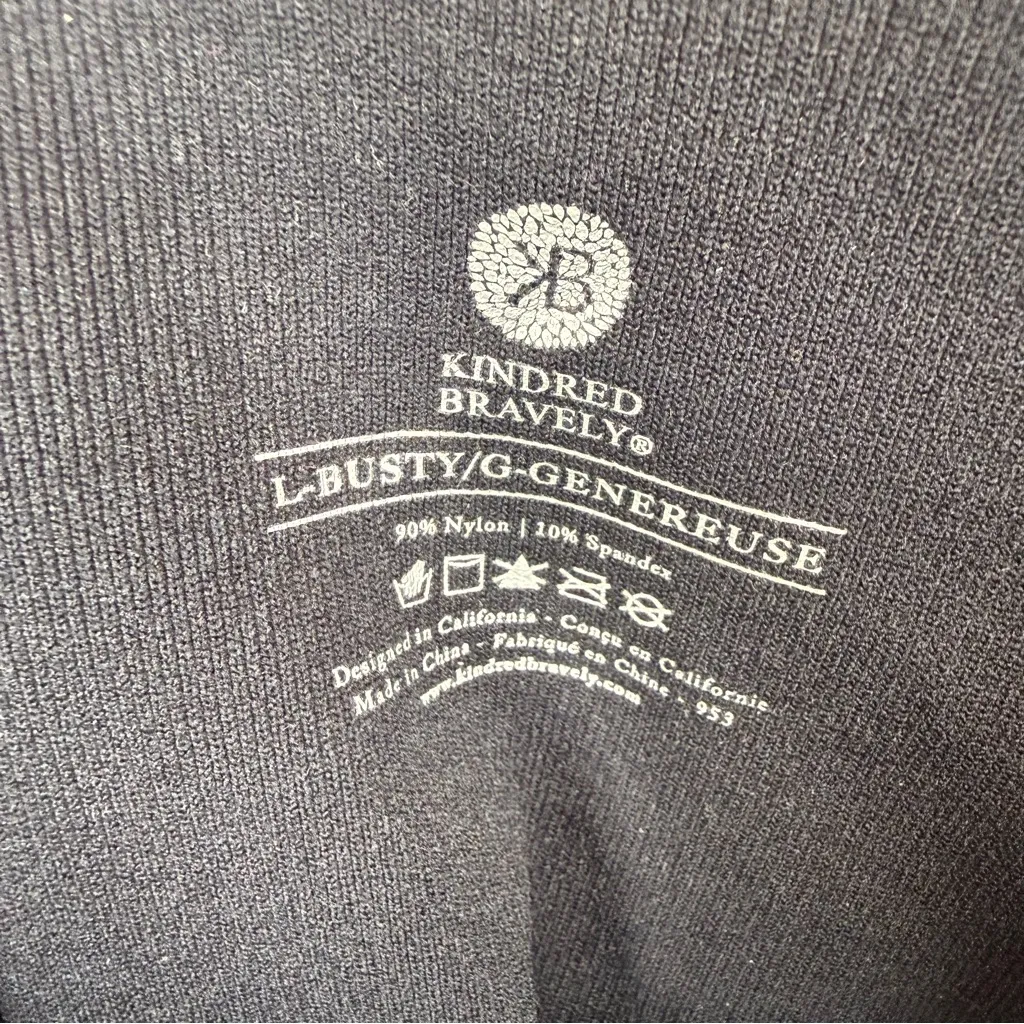 KB
KINDRED
BRAVELY®
L-BUSTY/G-GENEREUSE
90% Nylon | 10% Spandex
Designed in California - Conçu en Californie
Made in China - Fabriqué en Chine - 953
www.kindredbravely.com